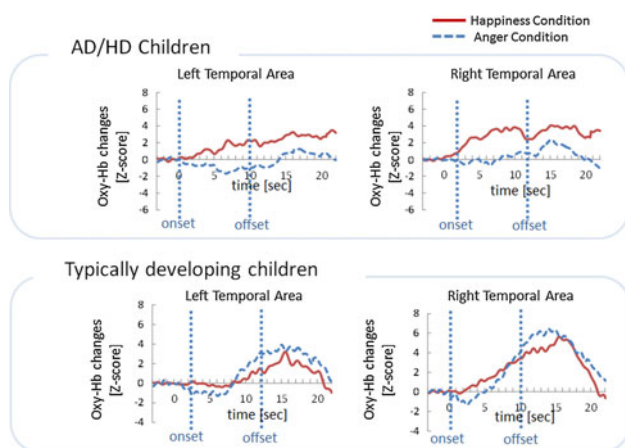 Happiness Condition
Anger Condition
AD/HD Children
Left Temporal Area
Right Temporal Area
Oxy-Hb changes
[Z-score]
8
6
4
2
0
-2
-4
-6
0 5 10 15 20
time [sec]
onset
offset
Oxy-Hb changes
[Z-score]
8
6
4
2
0
-2
-4
-6
0 5 10 15 20
time [sec]
onset
offset
Typically developing children
Left Temporal Area
Right Temporal Area
Oxy-Hb changes
[Z-score]
8
6
4
2
0
-2
-4
0 5 10 15 20
time [sec]
onset
offset
Oxy-Hb changes
[Z-score]
8
6
4
2
0
-2
-4
0 5 10 15 20
time [sec]
onset
offset